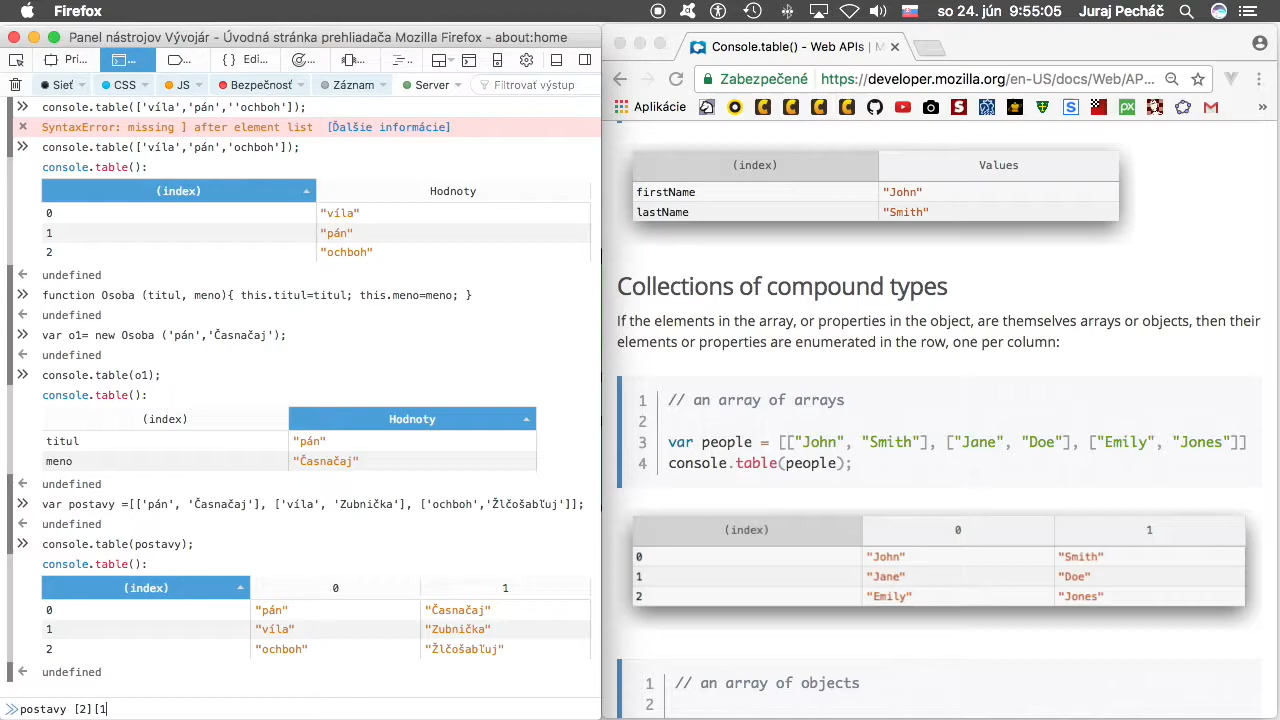 Firefox
so 24. jún 9:55:05 Juraj Pecháč
Panel nástrojov Vývojár - Úvodná stránka prehliadača Mozilla Firefox - about:home
Prí... ... ... Edi...
Sieť CSS JS Bezpečnosť Záznam Server Filtrovať výstup
console.table(['víla','pán',''ochboh']);
SyntaxError: missing ] after element list [Ďalšie informácie]
console.table(['víla','pán','ochboh']);
console.table():
(index) Hodnoty
0 "víla"
1 "pán"
2 "ochboh"
undefined
function Osoba (titul, meno){ this.titul=titul; this.meno=meno; }
undefined
var o1= new Osoba ('pán','Časnačaj');
undefined
console.table(o1);
console.table():
(index) Hodnoty
titul "pán"
meno "Časnačaj"
undefined
var postavy =[['pán', 'Časnačaj'], ['víla', 'Zubnička'], ['ochboh','Žlčošabľuj']];
undefined
console.table(postavy);
console.table():
(index) 0 1
0 "pán" "Časnačaj"
1 "víla" "Zubnička"
2 "ochboh" "Žlčošabľuj"
undefined
postavy [2][1
Console.table() - Web APIs | M
Zabezpečené https://developer.mozilla.org/en-US/docs/Web/AP...
Aplikácie
(index) Values
firstName "John"
lastName "Smith"
Collections of compound types
If the elements in the array, or properties in the object, are themselves arrays or objects, then their
elements or properties are enumerated in the row, one per column:
1 // an array of arrays
2
3 var people = [["John", "Smith"], ["Jane", "Doe"], ["Emily", "Jones"]]
4 console.table(people);
(index) 0 1
0 "John" "Smith"
1 "Jane" "Doe"
2 "Emily" "Jones"
1 // an array of objects
2